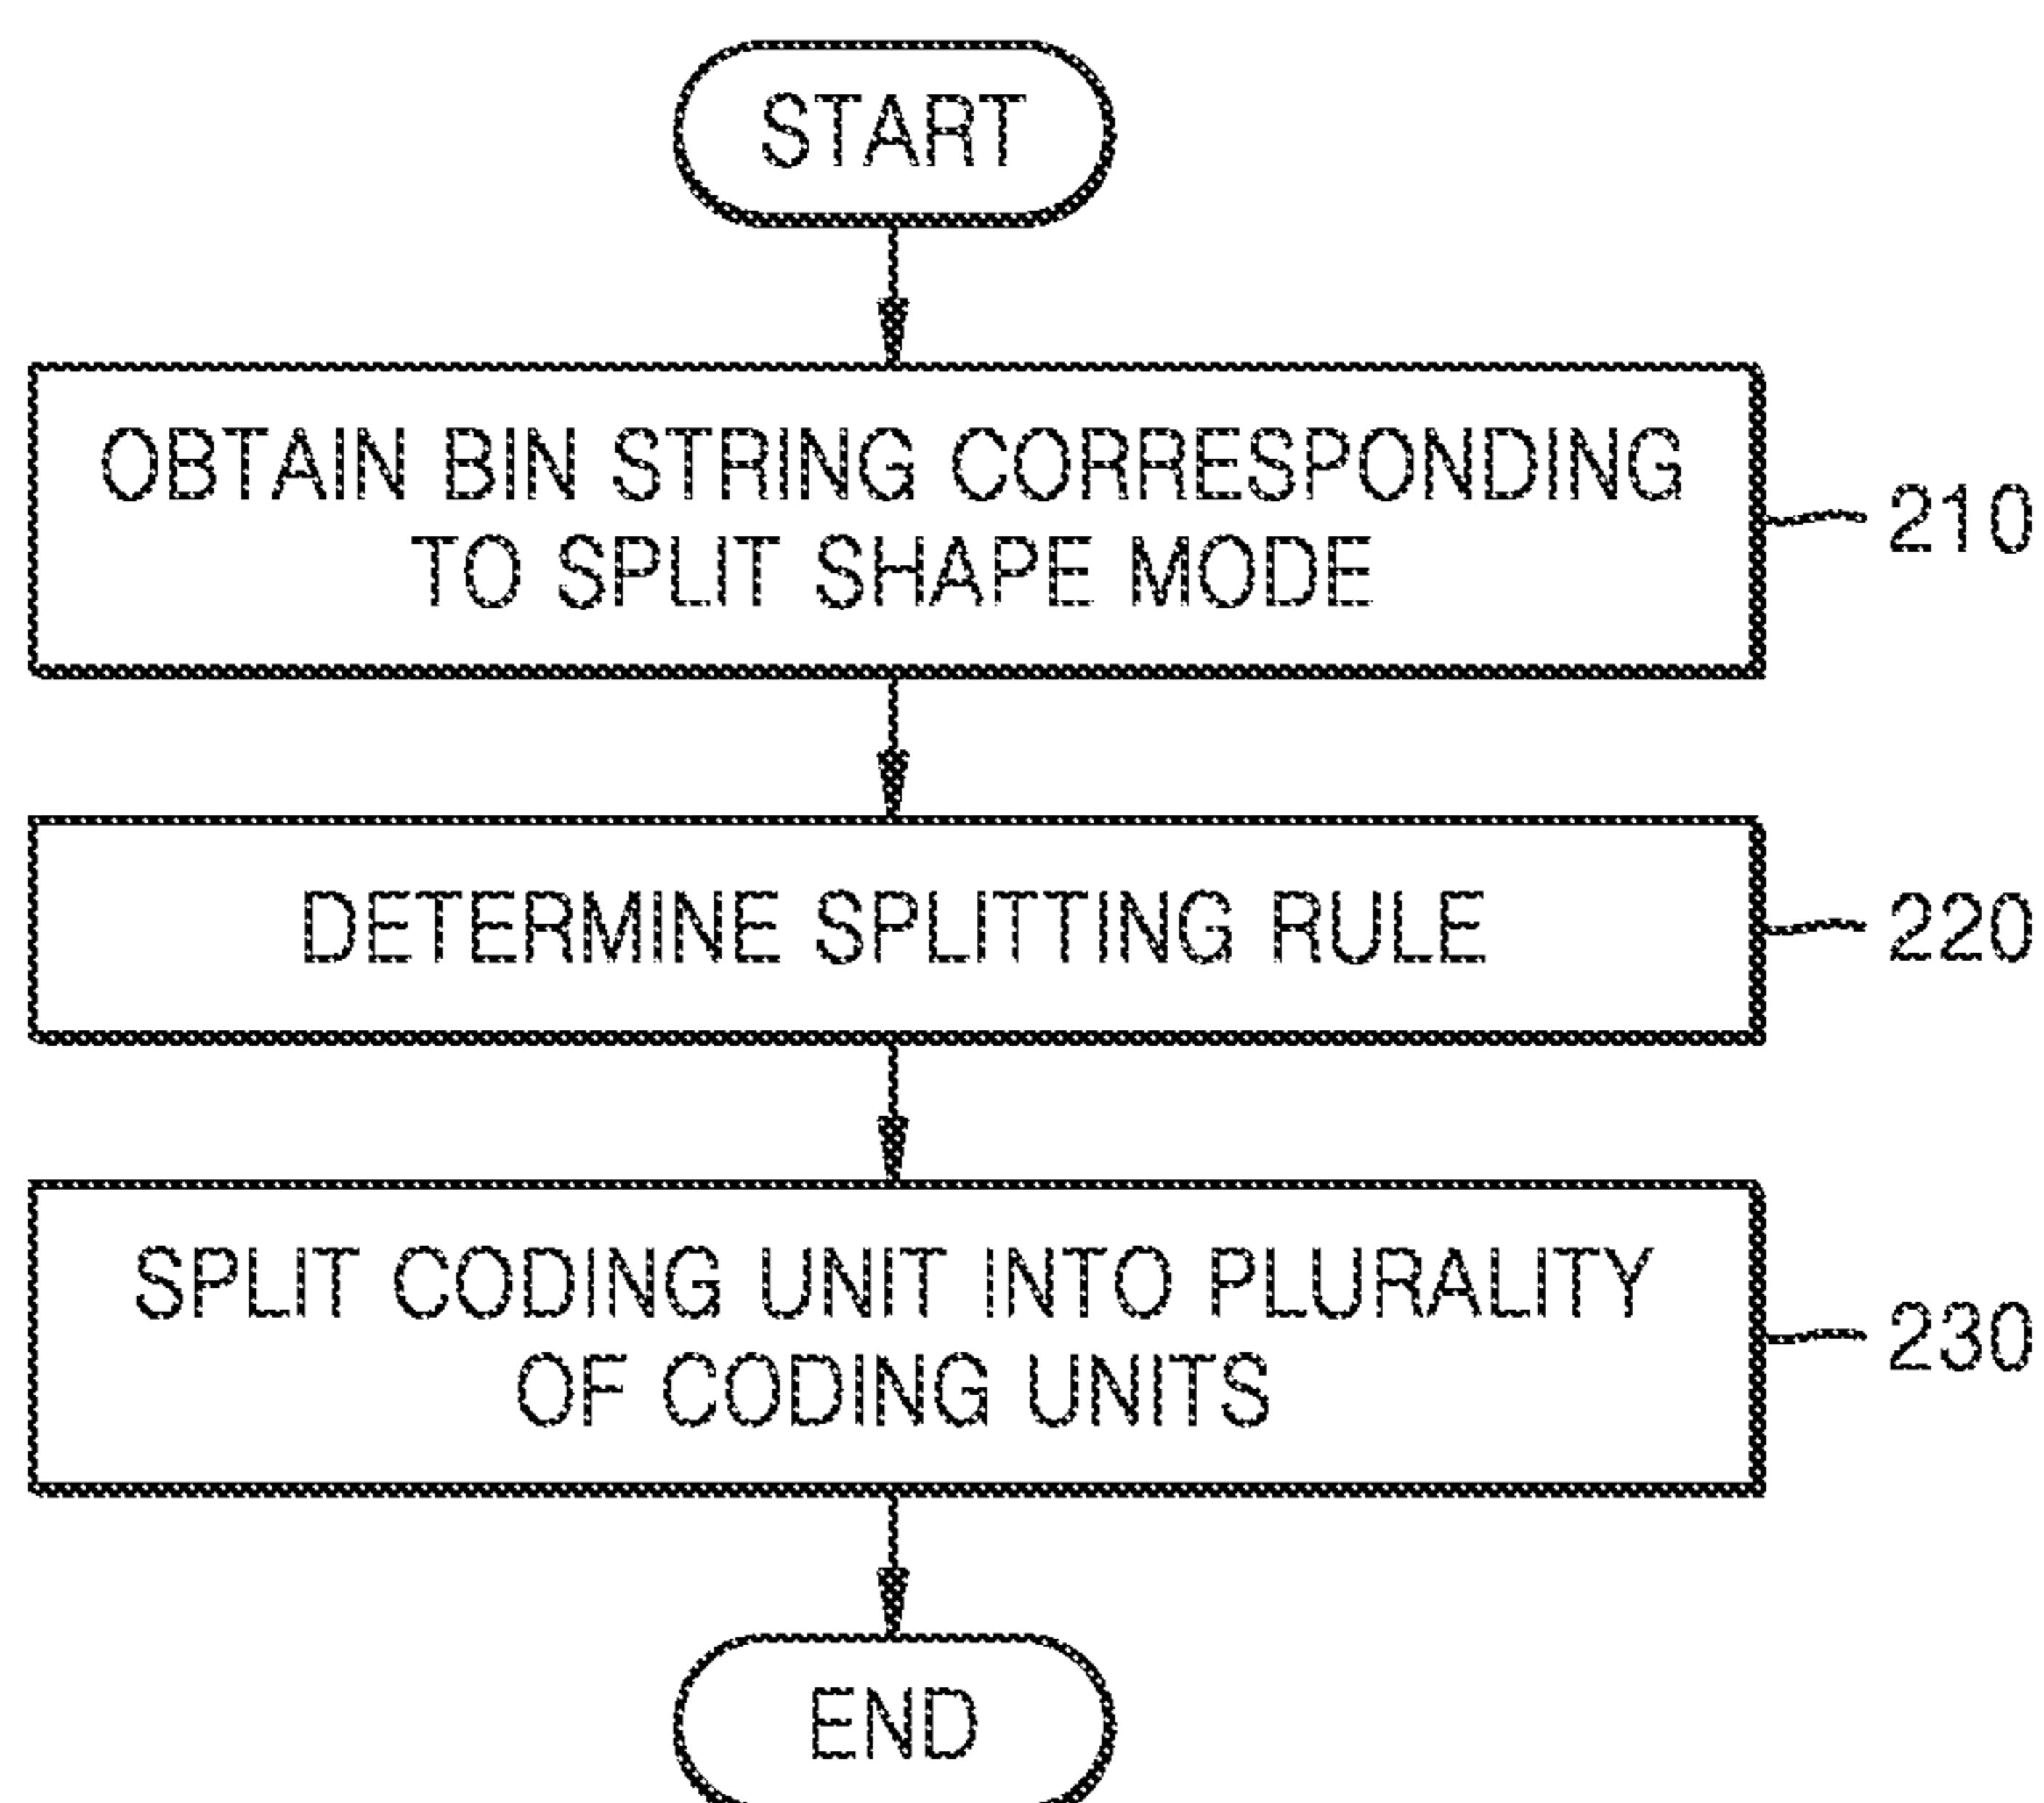 START
OBTAIN BIN STRING CORRESPONDING
TO SPLIT SHAPE MODE
210
DETERMINE SPLITTING RULE
220
SPLIT CODING UNIT INTO PLURALITY
OF CODING UNITS
230
END